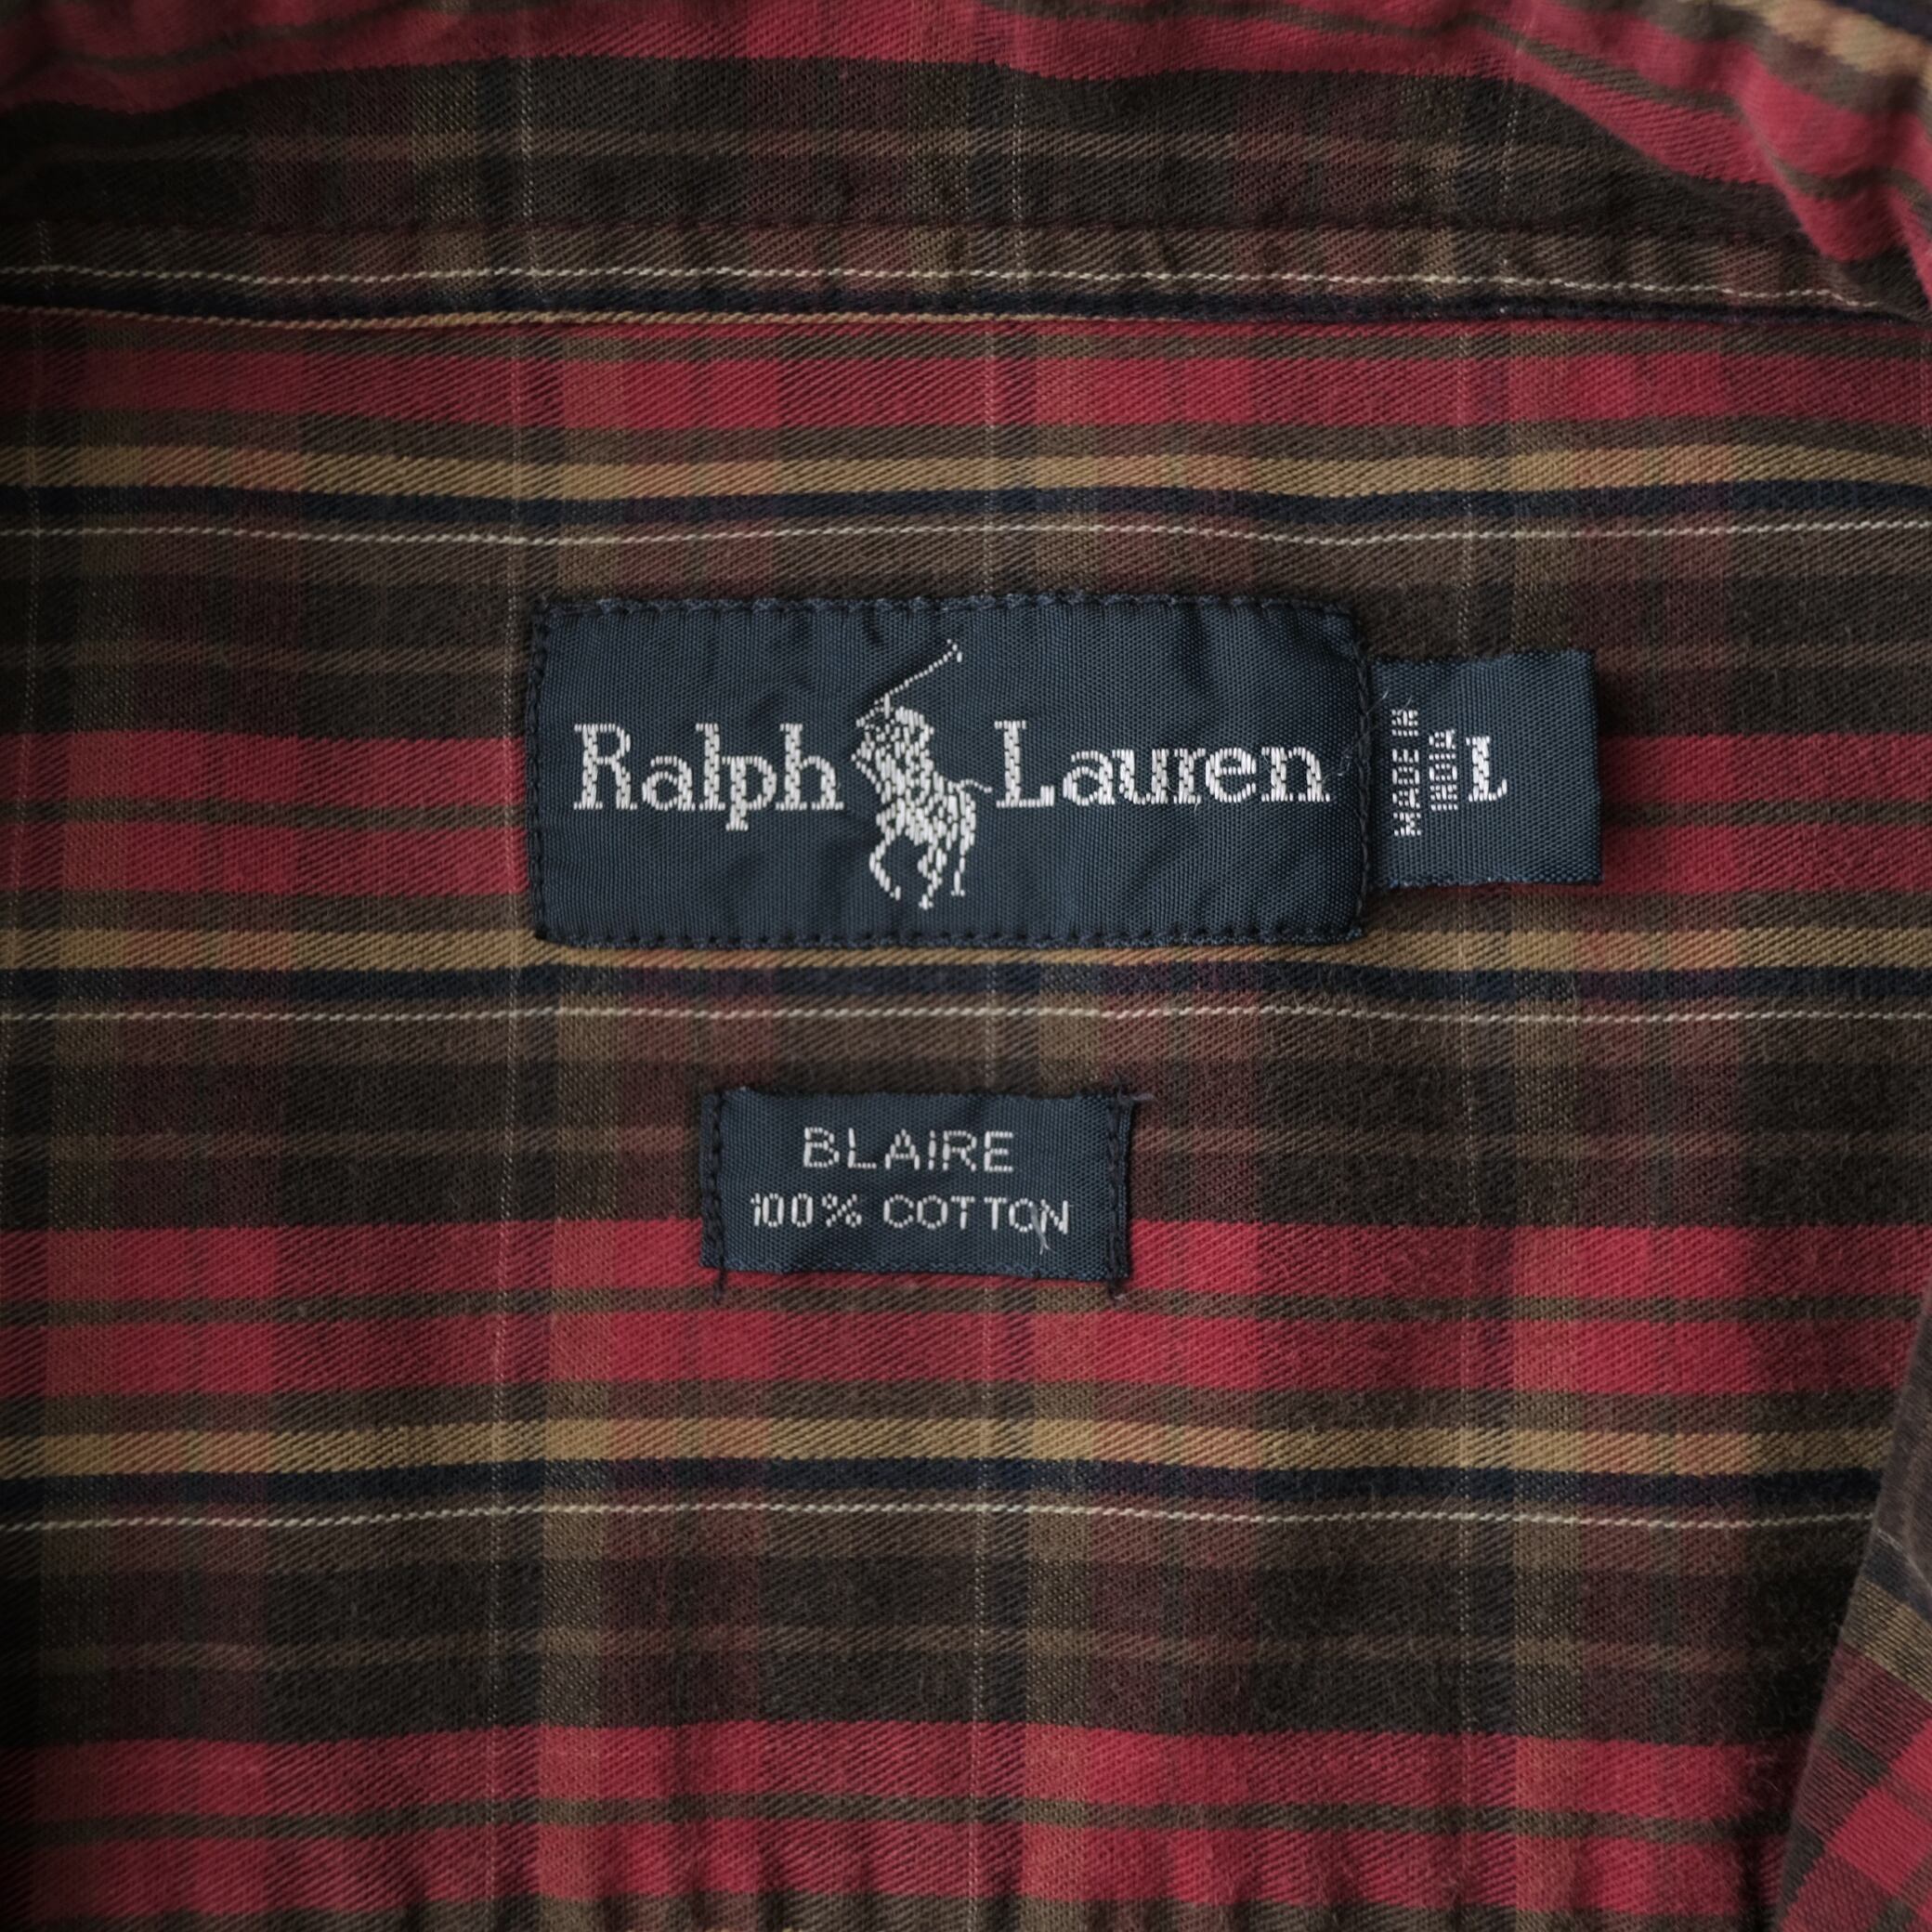 Ralph Lauren
MADE IN
INDIA
L
BLAIRE
100% COTTON